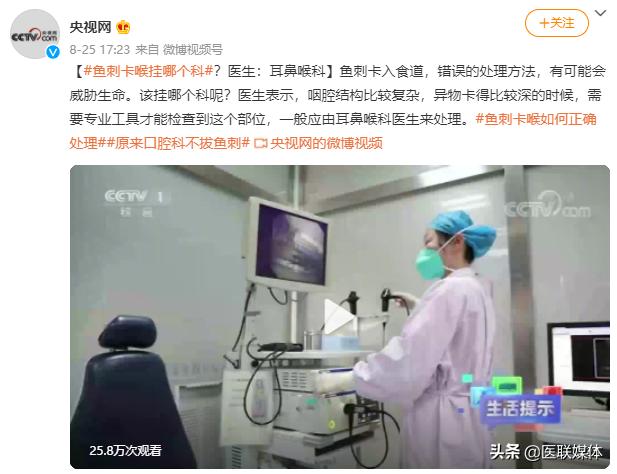 央视网
CCTV 央视网
com
+关注
8-25 17:23 来自 微博视频号
【#鱼刺卡喉挂哪个科#？医生：耳鼻喉科】鱼刺卡入食道，错误的处理方法，有可能会
威胁生命。该挂哪个科呢？医生表示，咽腔结构比较复杂，异物卡得比较深的时候，需
要专业工具才能检查到这个部位，一般应由耳鼻喉科医生来处理。#鱼刺卡喉如何正确
处理##原来口腔科不拔鱼刺# 央视网的微博视频
CCTV 1
综合
CCTV.com
生活提示
25.8万次观看
头条 @医联媒体